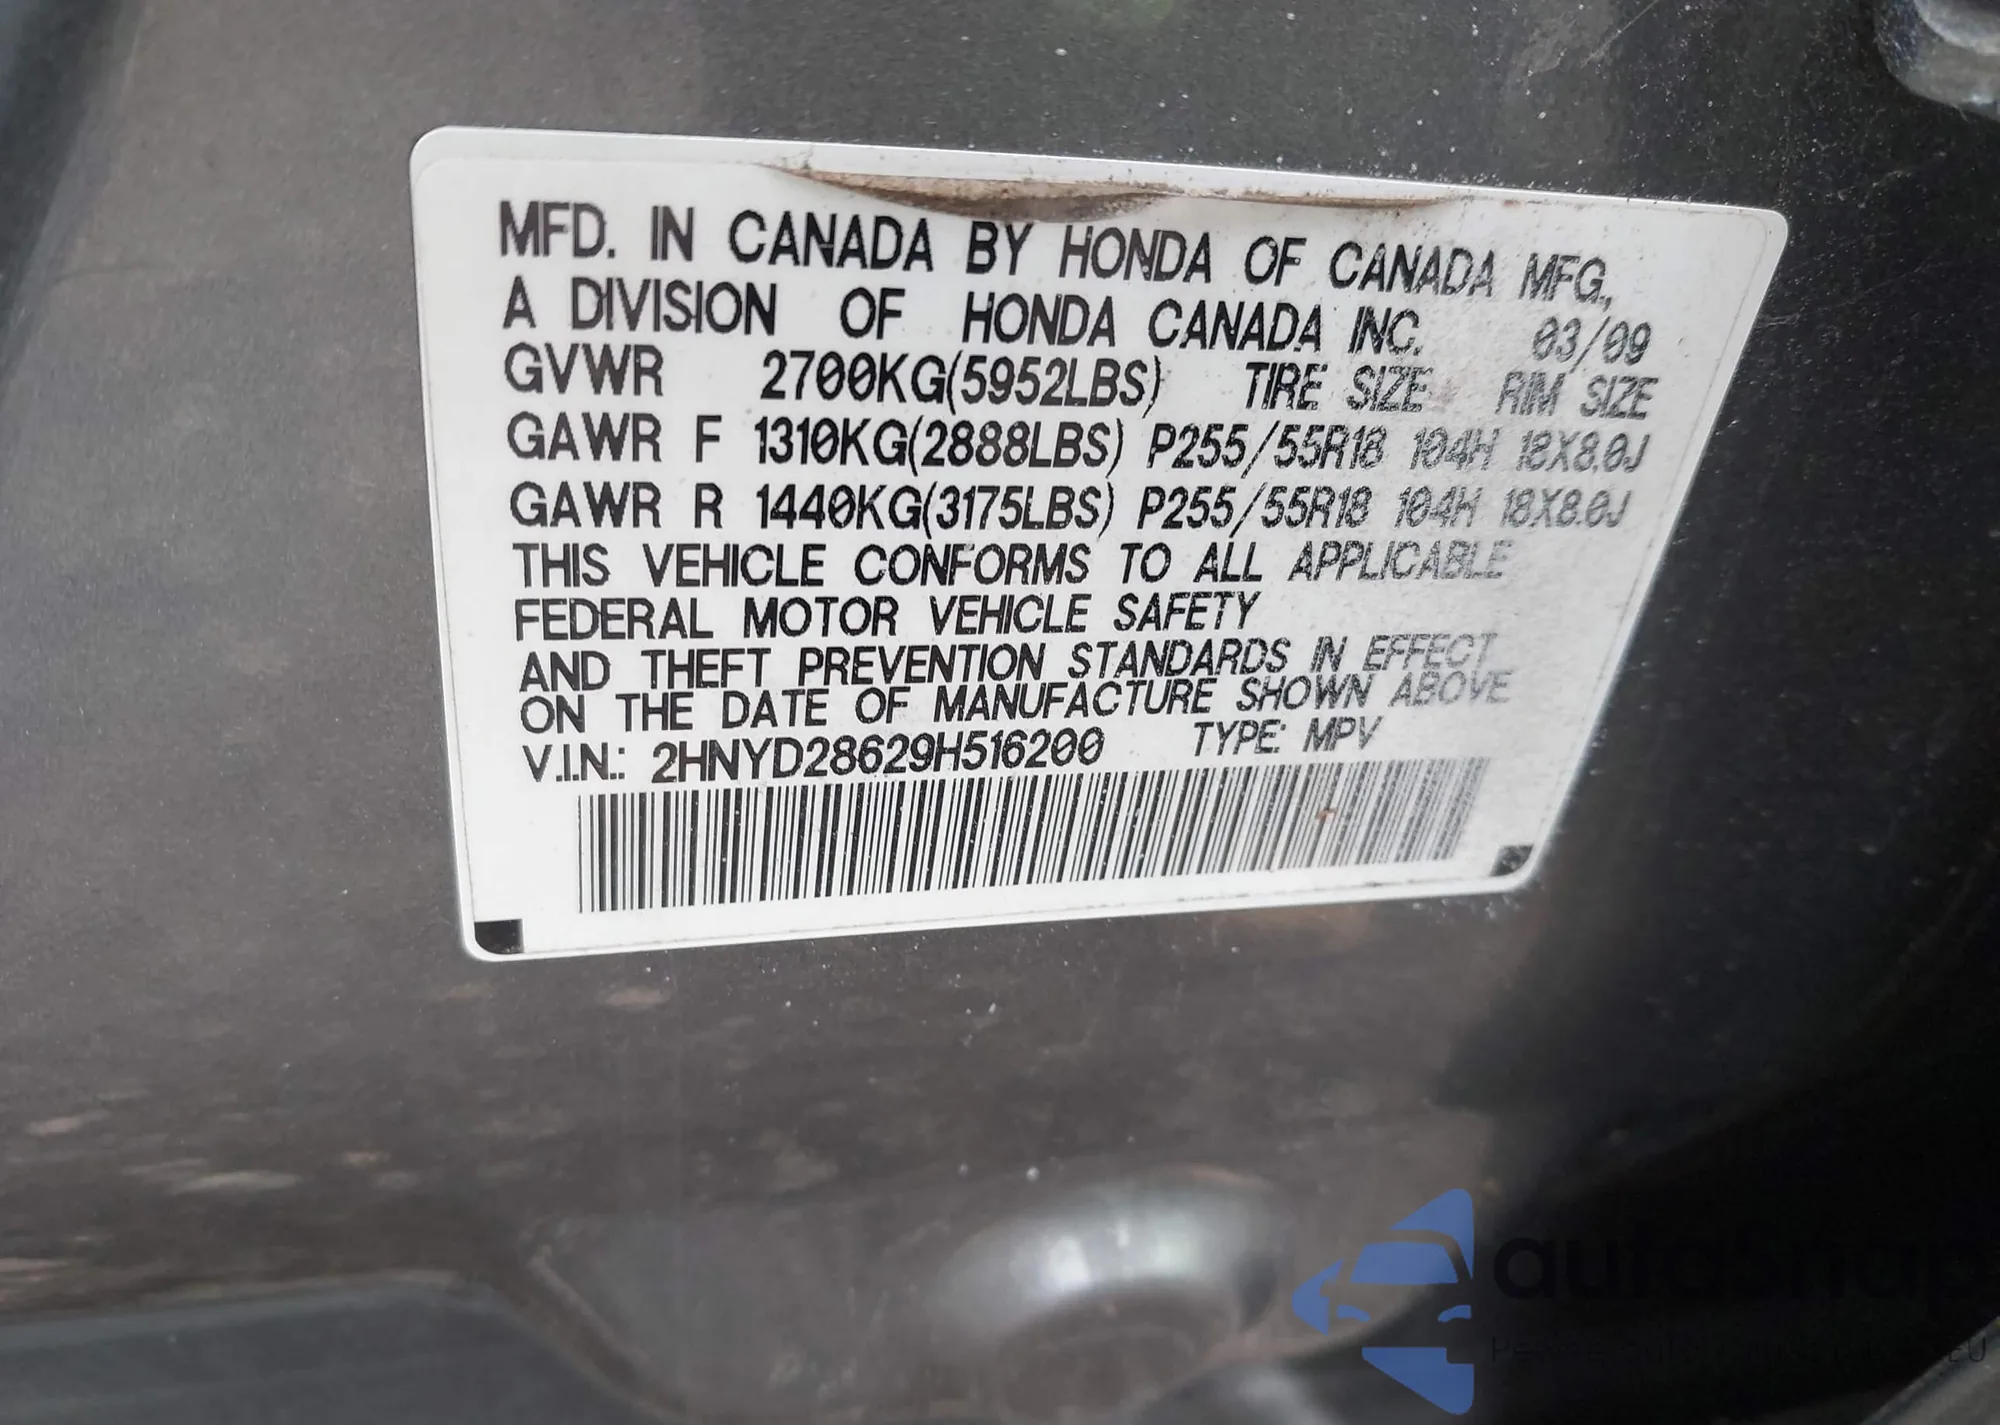 MFD. IN CANADA BY HONDA OF CANADA MFG.,
A DIVISION OF HONDA CANADA INC. 03/09
GVWR 2700KG(5952LBS) TIRE SIZE RIM SIZE
GAWR F 1310KG(2888LBS) P255/55R18 104H 18X8.0J
GAWR R 1440KG(3175LBS) P255/55R18 104H 18X8.0J
THIS VEHICLE CONFORMS TO ALL APPLICABLE
FEDERAL MOTOR VEHICLE SAFETY
AND THEFT PREVENTION STANDARDS IN EFFECT
ON THE DATE OF MANUFACTURE SHOWN ABOVE
V.I.N.: 2HNYD28629H516200 TYPE: MPV
autosnap